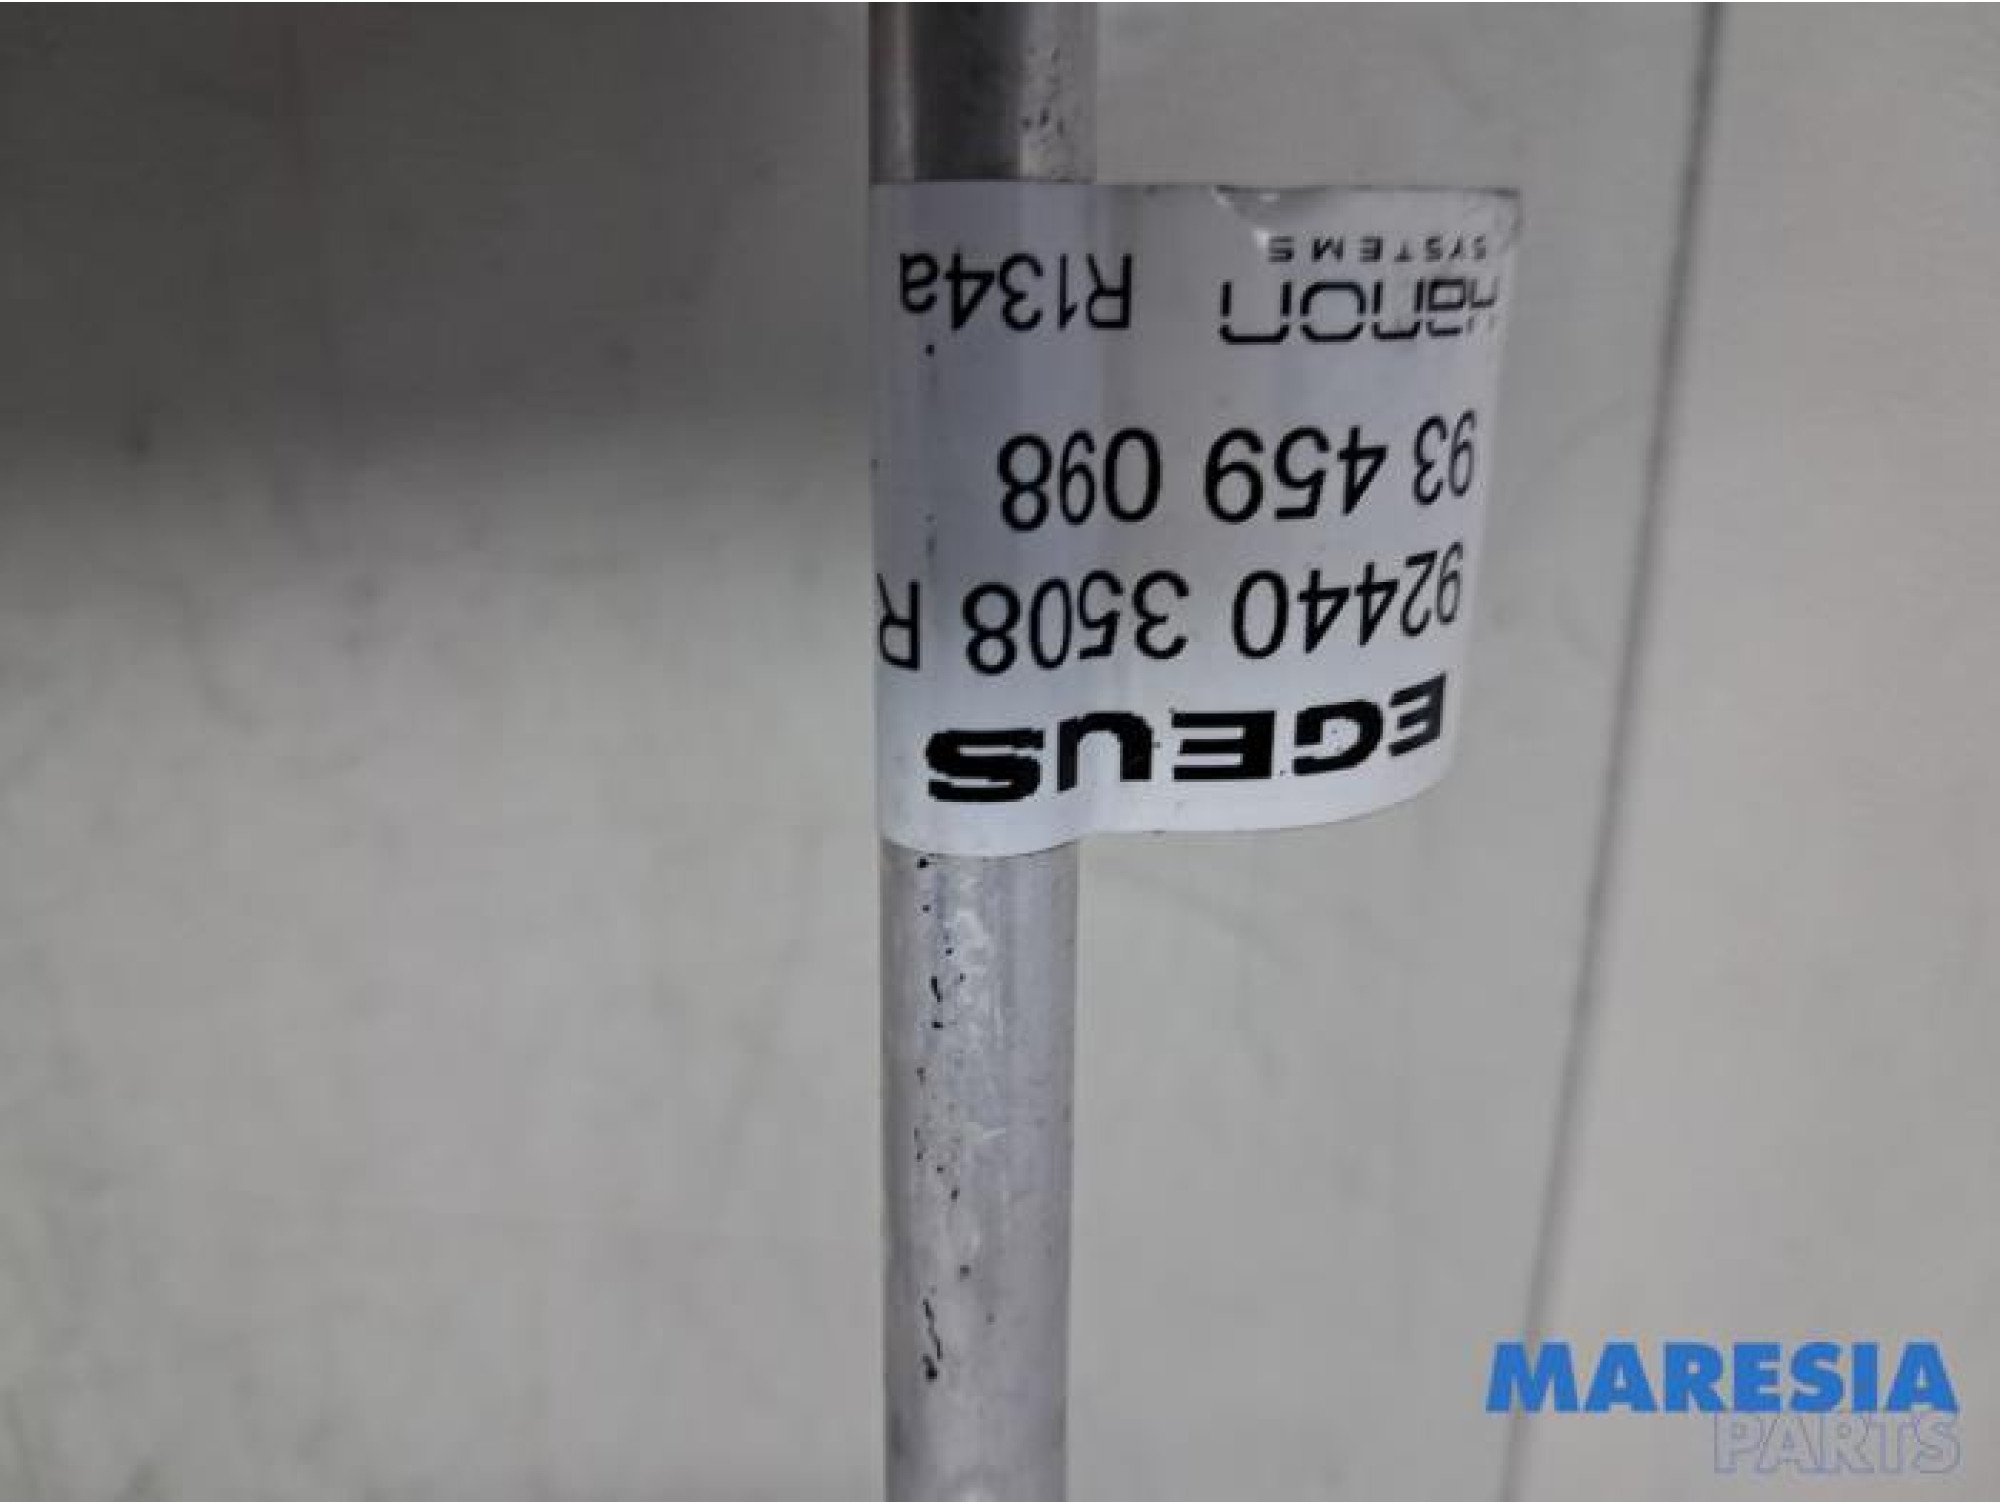 EGEUS
92440 3508 R
93 459 098
hanon R134a
SYSTEMS
MARESIA
PARTS